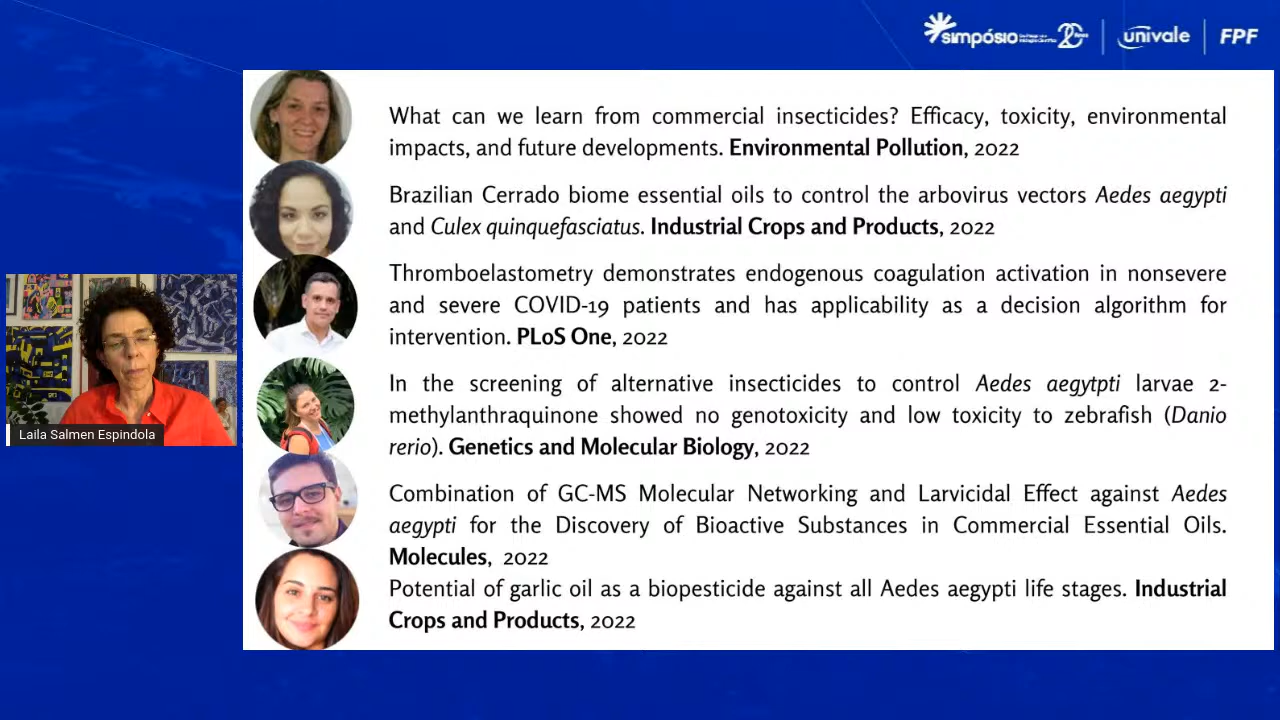 simpósio
univale
FPF
What can we learn from commercial insecticides? Efficacy, toxicity, environmental
impacts, and future developments. Environmental Pollution, 2022
Brazilian Cerrado biome essential oils to control the arbovirus vectors Aedes aegypti
and Culex quinquefasciatus. Industrial Crops and Products, 2022
Thromboelastometry demonstrates endogenous coagulation activation in nonsevere
and severe COVID-19 patients and has applicability as a decision algorithm for
intervention. PLoS One, 2022
In the screening of alternative insecticides to control Aedes aegytpti larvae 2-
methylanthraquinone showed no genotoxicity and low toxicity to zebrafish (Danio
rerio). Genetics and Molecular Biology, 2022
Combination of GC-MS Molecular Networking and Larvicidal Effect against Aedes
aegypti for the Discovery of Bioactive Substances in Commercial Essential Oils.
Molecules, 2022
Potential of garlic oil as a biopesticide against all Aedes aegypti life stages. Industrial
Crops and Products, 2022
Laila Salmen Espindola